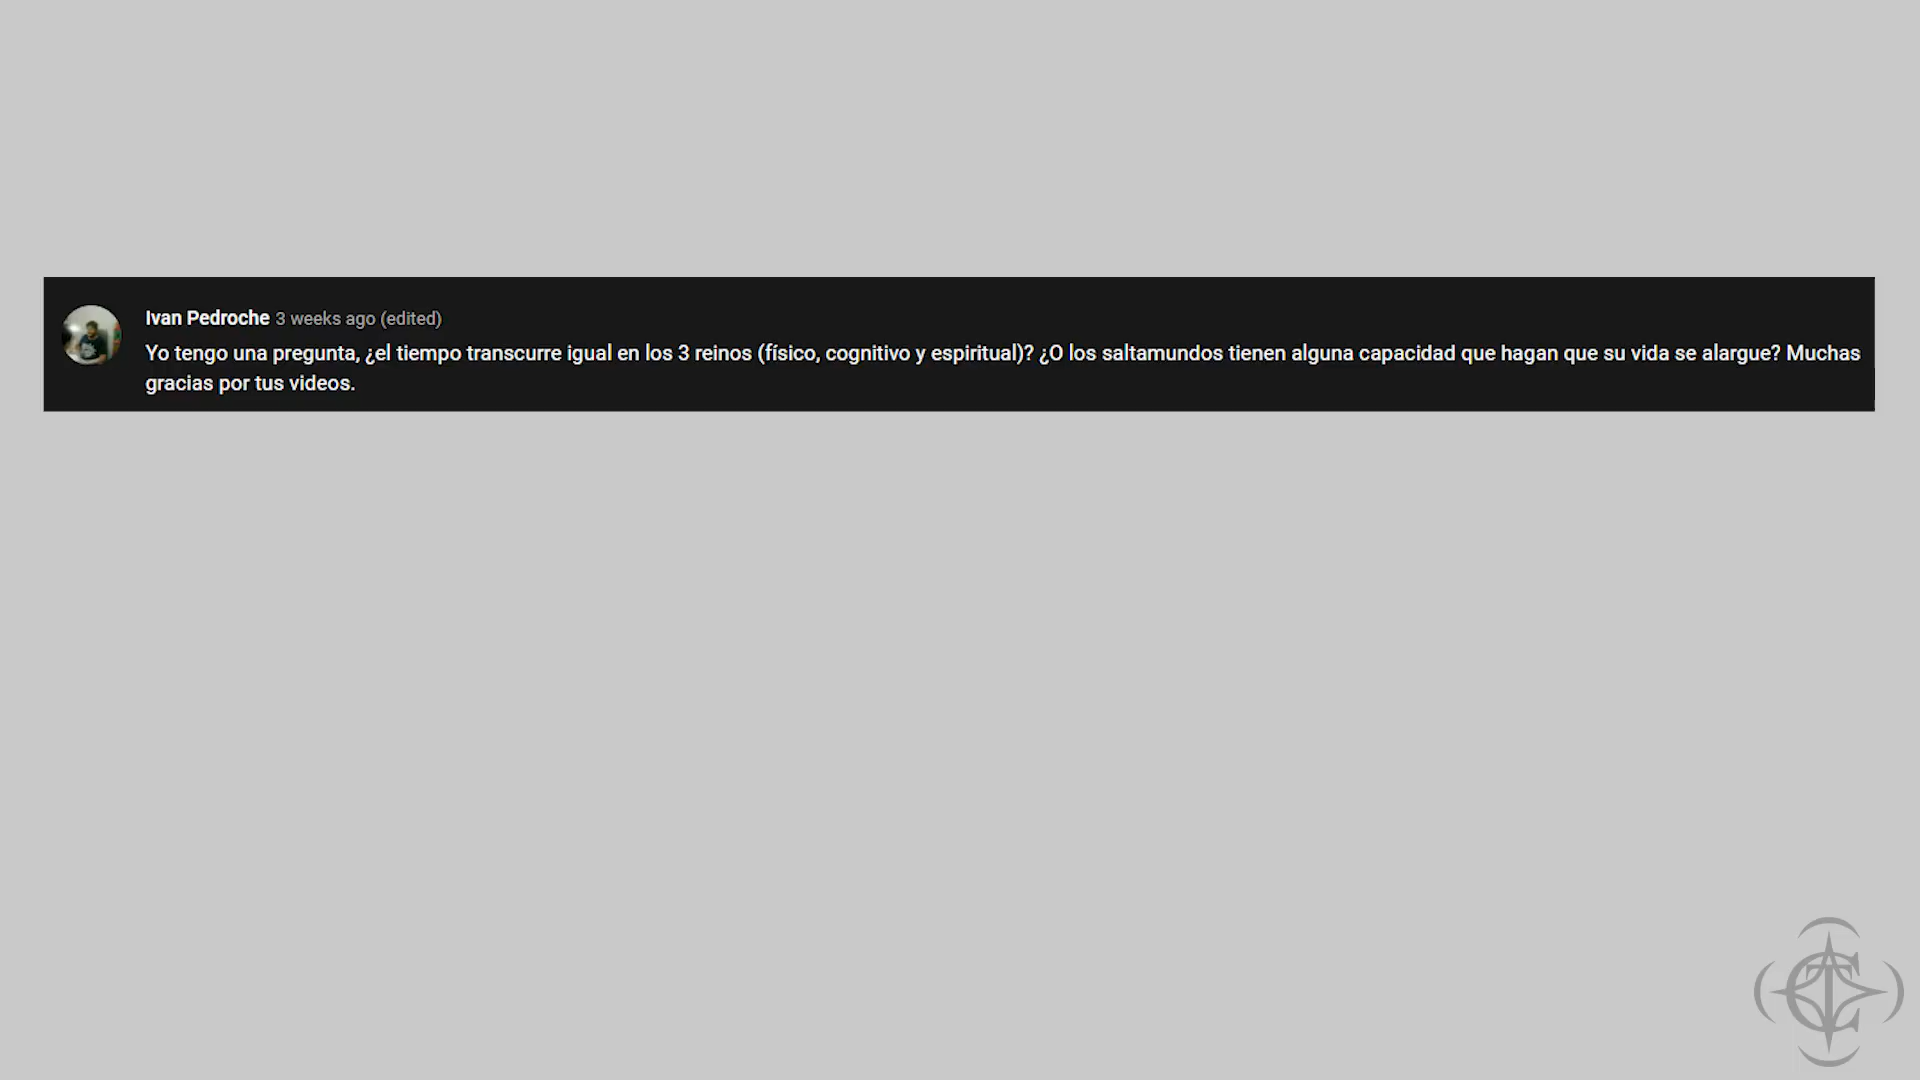 Ivan Pedroche 3 weeks ago (edited)
Yo tengo una pregunta, ¿el tiempo transcurre igual en los 3 reinos (físico, cognitivo y espiritual)? ¿O los saltamundos tienen alguna capacidad que hagan que su vida se alargue? Muchas
gracias por tus videos.